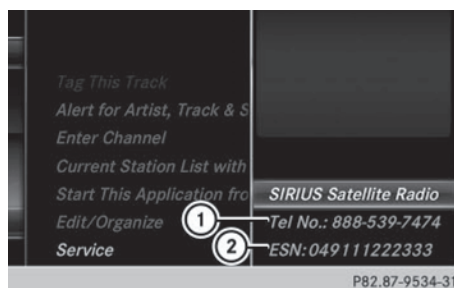 Tag This Track
Alert for Artist, Track & S
Enter Channel
Current Station List with
Start This Application fro
Edit/Organize
Service
SIRIUS Satellite Radio
1
Tel No.: 888-539-7474
2
ESN:049111222333
P82.87-9534-31